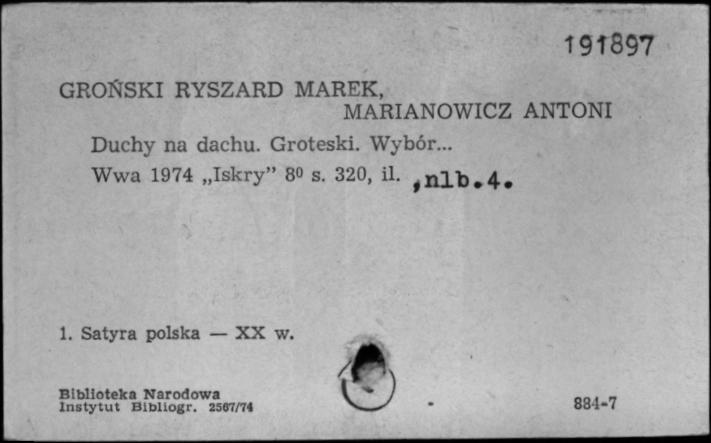 191897
GROŃSKI RYSZARD MAREK,
MARIANOWICZ ANTONI
Duchy na dachu. Groteski. Wybór...
Wwa 1974 „Iskry” 8⁰ s. 320, il. ,nlb.4.
1. Satyra polska — XX w.
Biblioteka Narodowa
Instytut Bibliogr. 2567/74
884-7